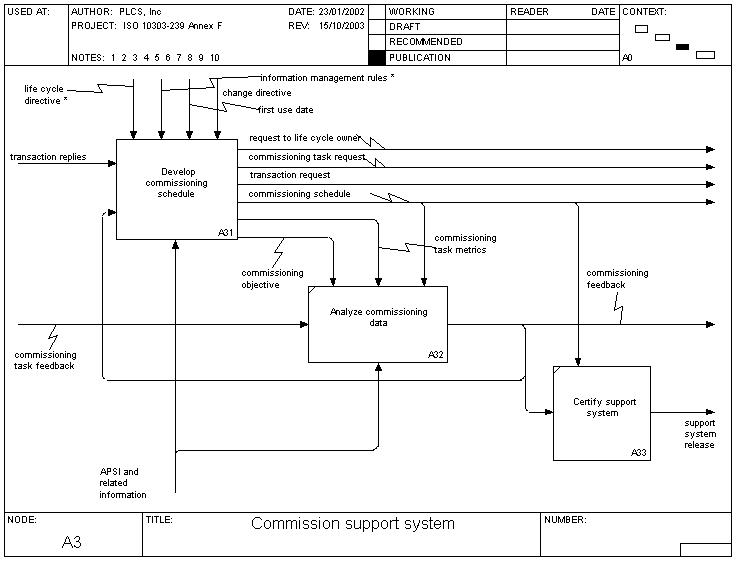 USED AT:
AUTHOR: PLCS, Inc
DATE: 23/01/2002
WORKING
READER
DATE
CONTEXT:
PROJECT: ISO 10303-239 Annex F
REV: 15/10/2003
DRAFT
RECOMMENDED
NOTES: 1 2 3 4 5 6 7 8 9 10
PUBLICATION
A0
life cycle
directive *
information management rules *
change directive
first use date
transaction replies
Develop
commissioning
schedule
A31
request to life cycle owner
commissioning task request
transaction request
commissioning schedule
commissioning
task metrics
commissioning
objective
commissioning
feedback
Analyze commissioning
data
A32
commissioning
task feedback
Certify support
system
A33
support
system
release
APSI and
related
information
NODE:
A3
TITLE:
Commission support system
NUMBER: